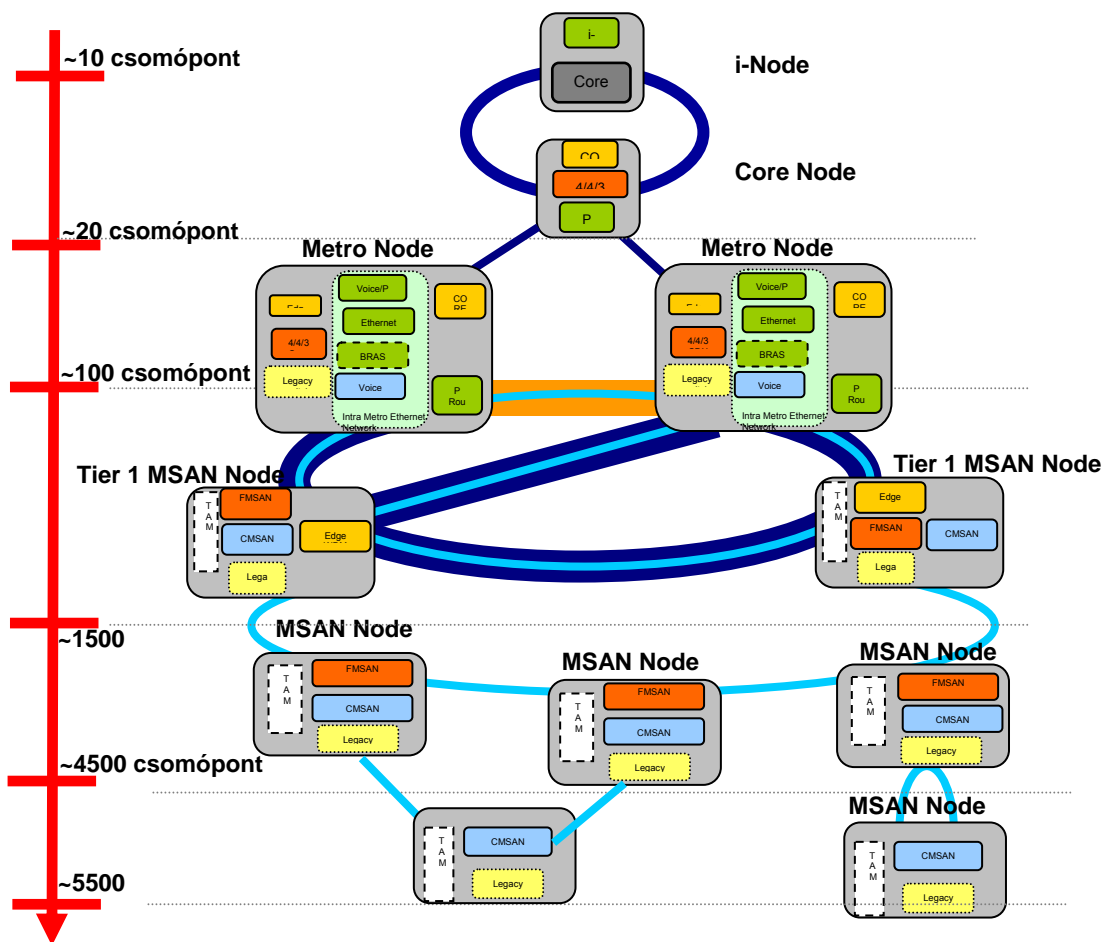 ~10 csomópont
i-
i-Node
Core
Core Node
4/4/3
P
~20 csomópont
Metro Node
Metro Node
Voice/P
CO
Ethernet
4/4/3
BRAS
Legacy
Voice
P
Rou
Intra Metro Ethernet
Network
Voice/P
CO
Ethernet
4/4/3
BRAS
Legacy
Voice
P
Rou
Intra Metro Ethernet
Network
~100 csomópont
Tier 1 MSAN Node
T
A
M
FMSAN
CMSAN
Edge
Lega
Tier 1 MSAN Node
T
A
M
Edge
FMSAN
CMSAN
Lega
~1500
MSAN Node
T
A
M
FMSAN
CMSAN
Legacy
MSAN Node
T
A
M
FMSAN
CMSAN
Legacy
MSAN Node
T
A
M
FMSAN
CMSAN
Legacy
~4500 csomópont
T
A
M
CMSAN
Legacy
MSAN Node
T
A
M
CMSAN
Legacy
~5500